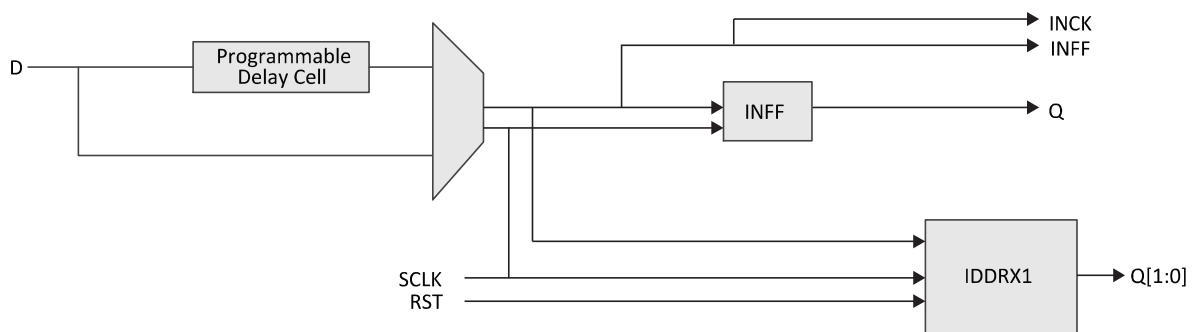 INCK
INFF
D
Programmable
Delay Cell
INFF
Q
SCLK
RST
IDDRX1
Q[1:0]